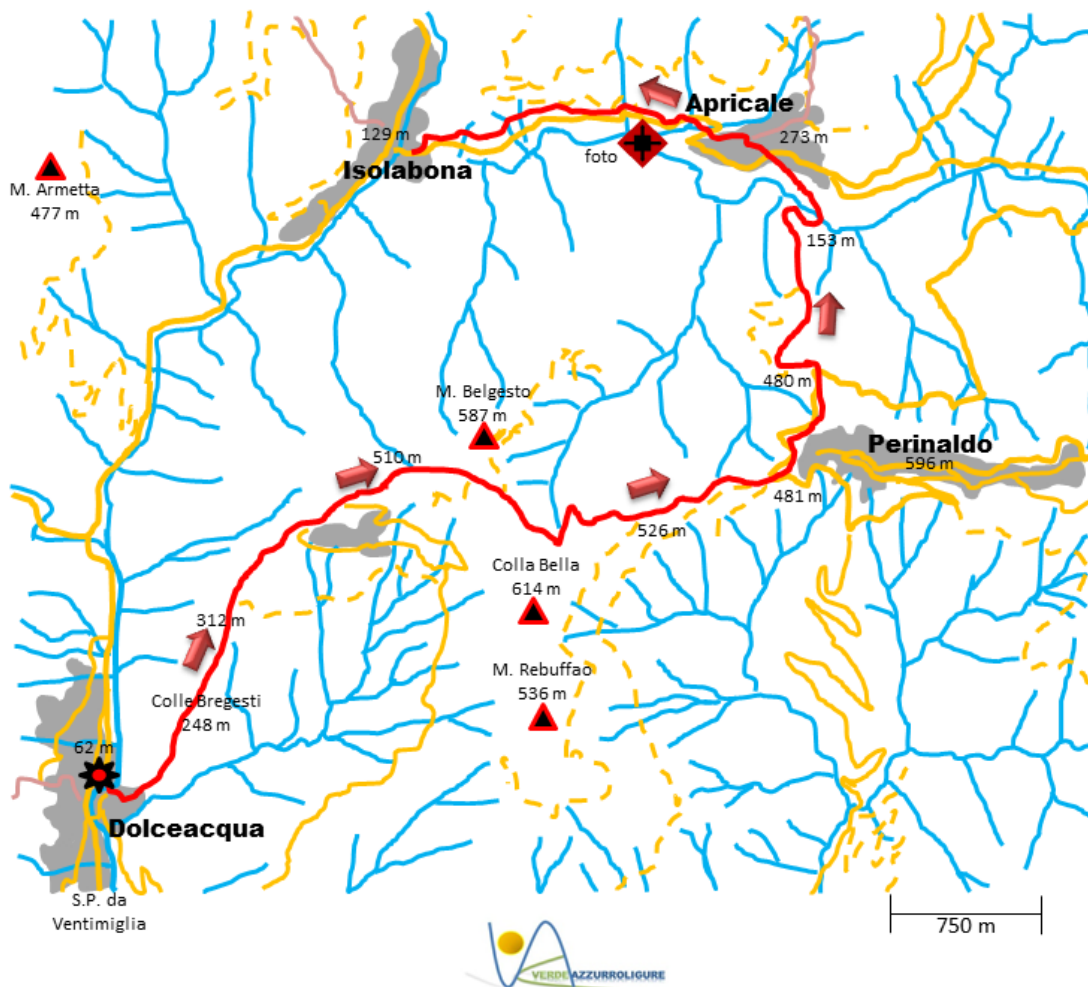 Apricale
129 m
273 m
foto
Isolabona
M. Armetta
477 m
153 m
480 m
M. Belgesto
587 m
Perinaldo
510 m
596 m
481 m
526 m
Colla Bella
614 m
312 m
M. Rebuffao
536 m
Colle Bregesti
248 m
62 m
Dolceacqua
S.P. da
Ventimiglia
750 m
VERDEAZZURROLIGURE